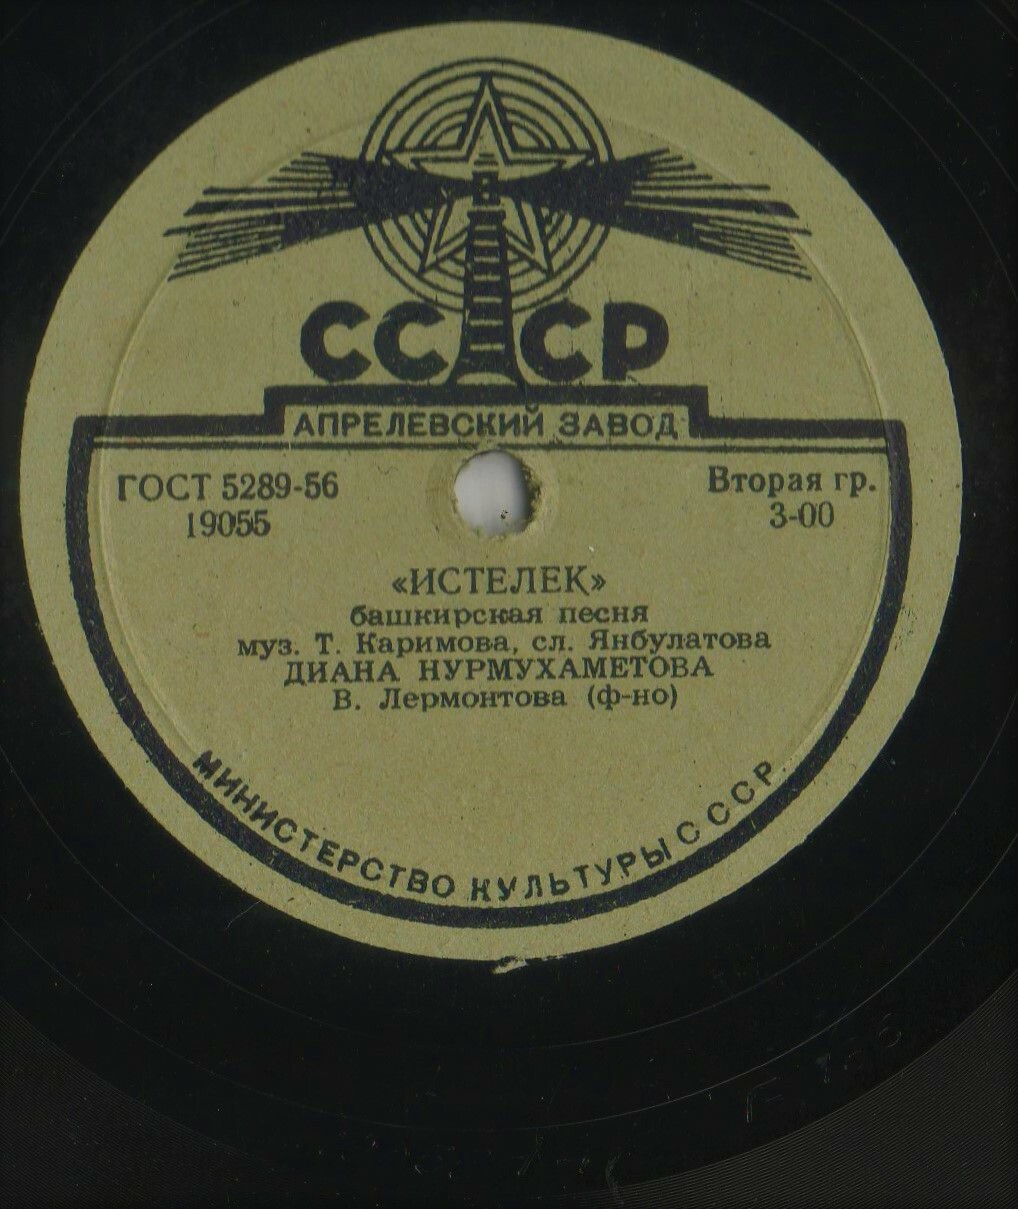 СССР
АПРЕЛЕВСКИЙ ЗАВОД
ГОСТ 5289-56
19055
Вторая гр.
3-00
«ИСТЕЛЕК»
башкирская песня
муз. Т. Каримова, сл. Янбулатова
ДИАНА НУРМУХАМЕТОВА
В. Лермонтова (ф-но)
МИНИСТЕРСТВО КУЛЬТУРЫ СССР